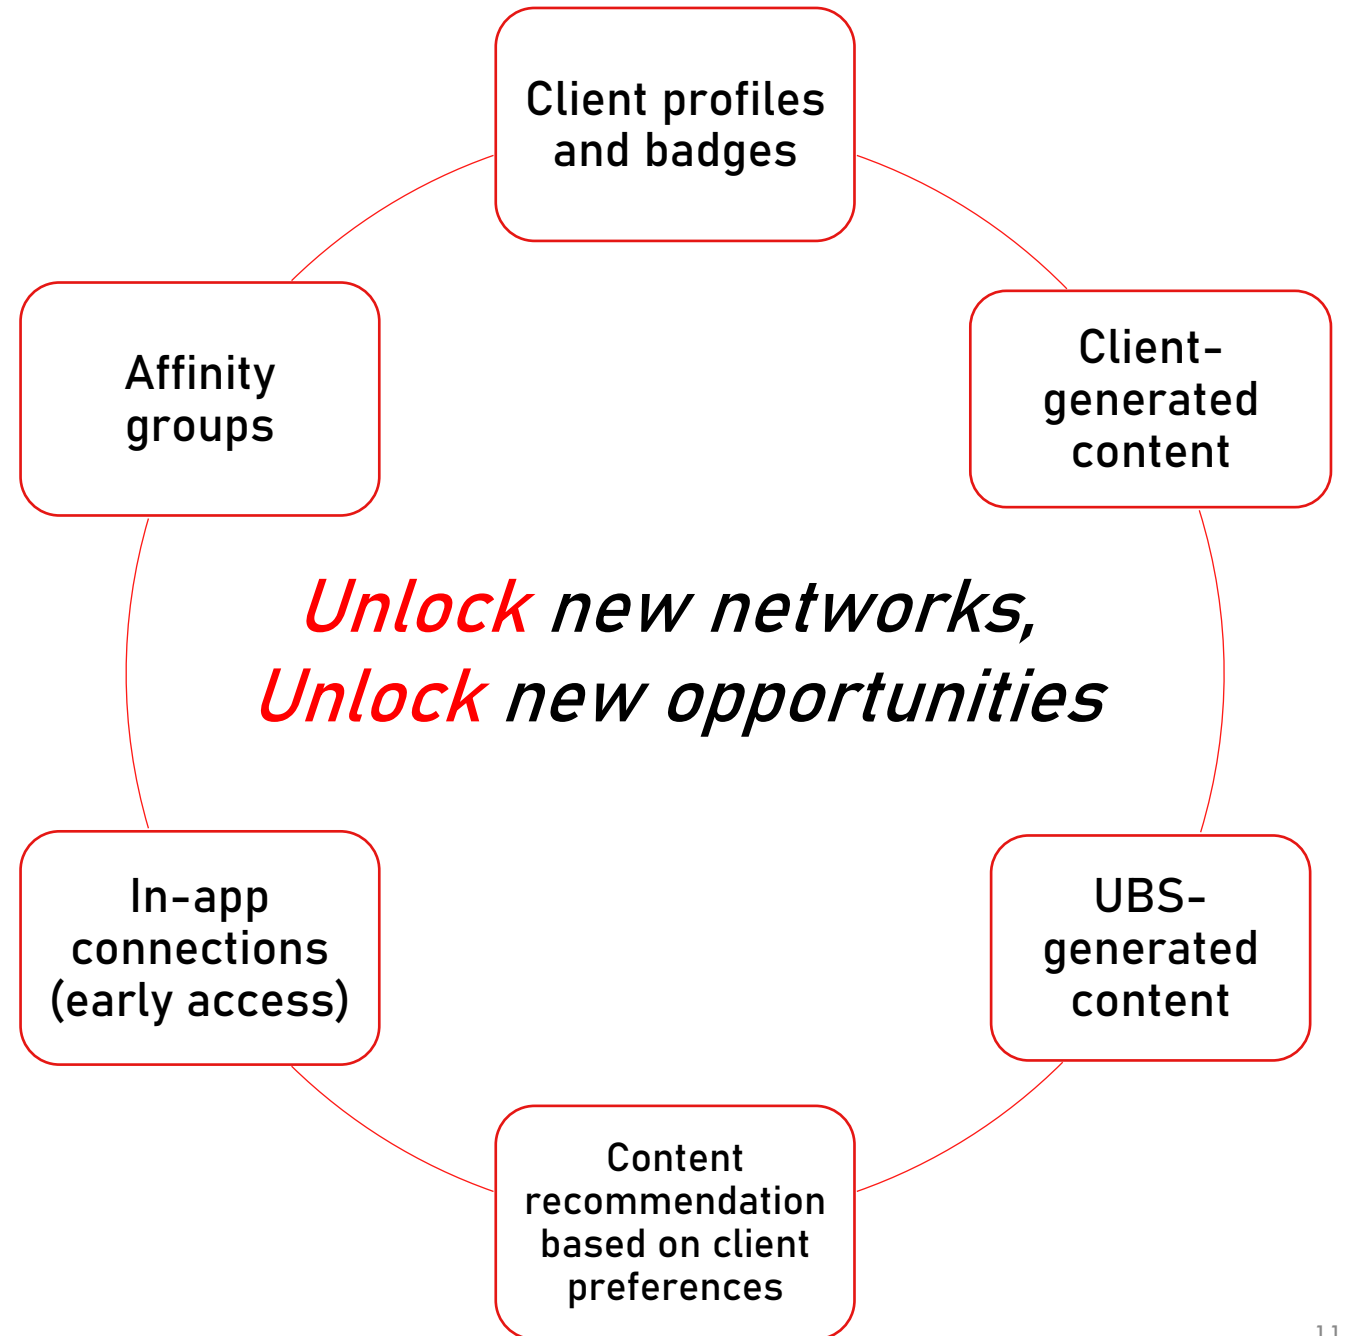 Client profiles
and badges
Affinity
groups
Client-
generated
content
Unlock new networks,
Unlock new opportunities
In-app
connections
(early access)
UBS-
generated
content
Content
recommendation
based on client
preferences
11